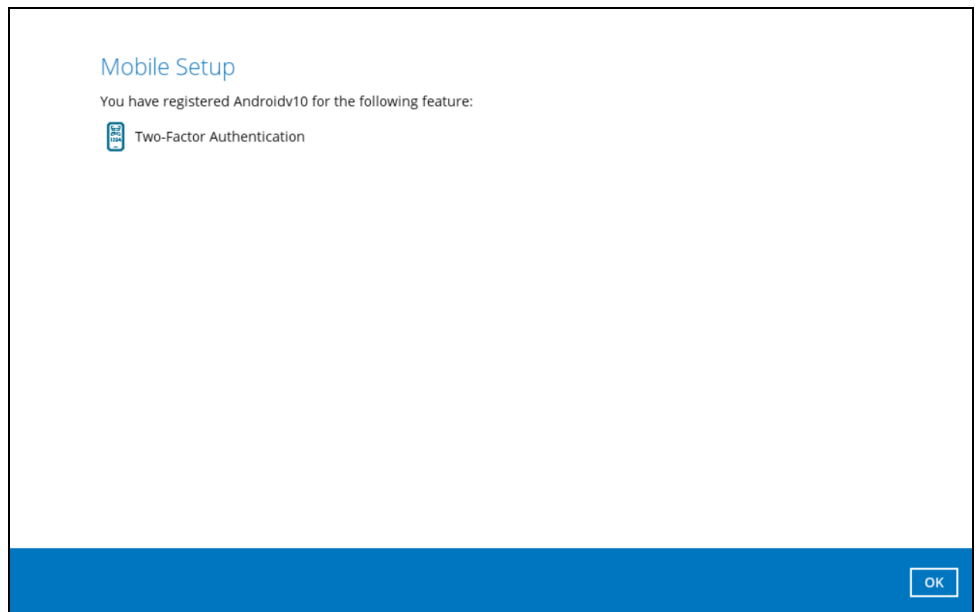 Mobile Setup
You have registered Androidv10 for the following feature:
Two-Factor Authentication
OK